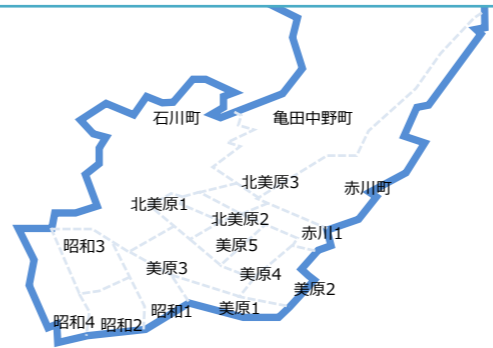 石川町
亀田中野町
北美原3
赤川町
北美原1
北美原2
赤川1
昭和3
美原5
美原3
美原4
美原2
昭和4
昭和2
昭和1
美原1